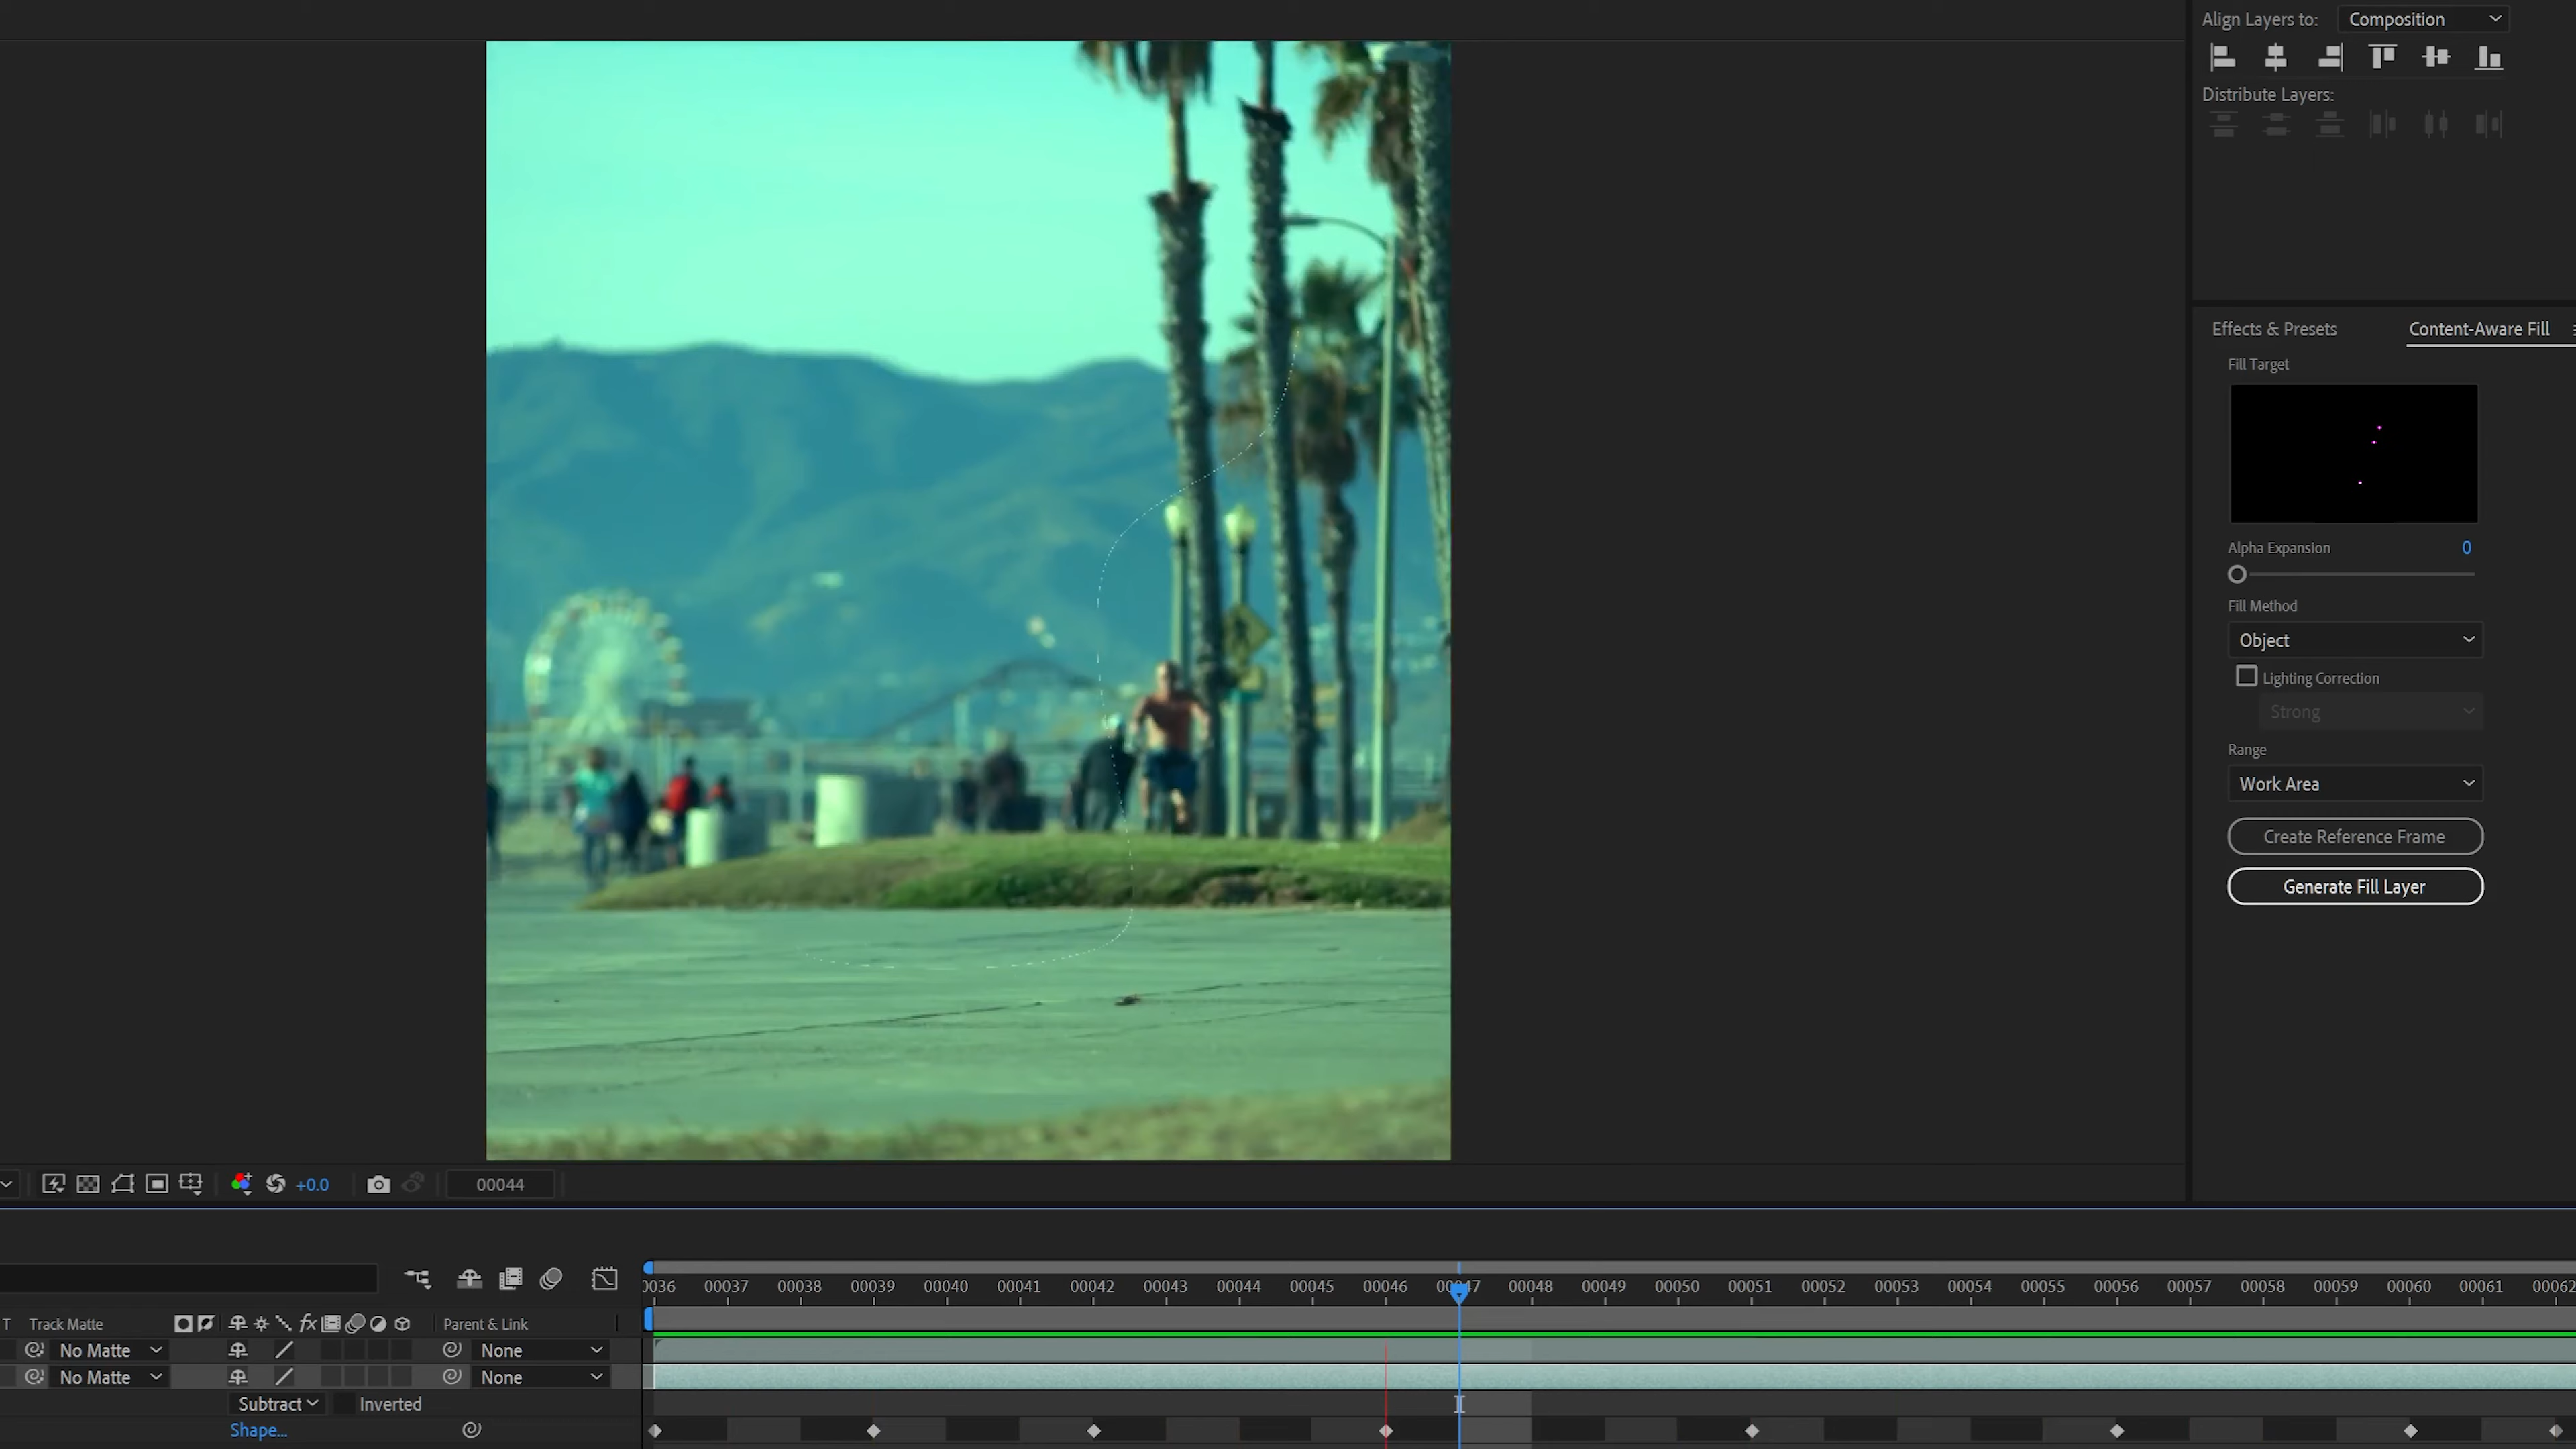 Align Layers to: Composition
Distribute Layers:
Effects & Presets Content-Aware Fill
Fill Target
Alpha Expansion 0
Fill Method
Object
Lighting Correction
Strong
Range
Work Area
Create Reference Frame
Generate Fill Layer
+0.0 00044
0036 00037 00038 00039 00040 00041 00042 00043 00044 00045 00046 00047 00048 00049 00050 00051 00052 00053 00054 00055 00056 00057 00058 00059 00060 00061 00062
T Track Matte fx Parent & Link
No Matte None
No Matte None
Subtract Inverted
Shape...